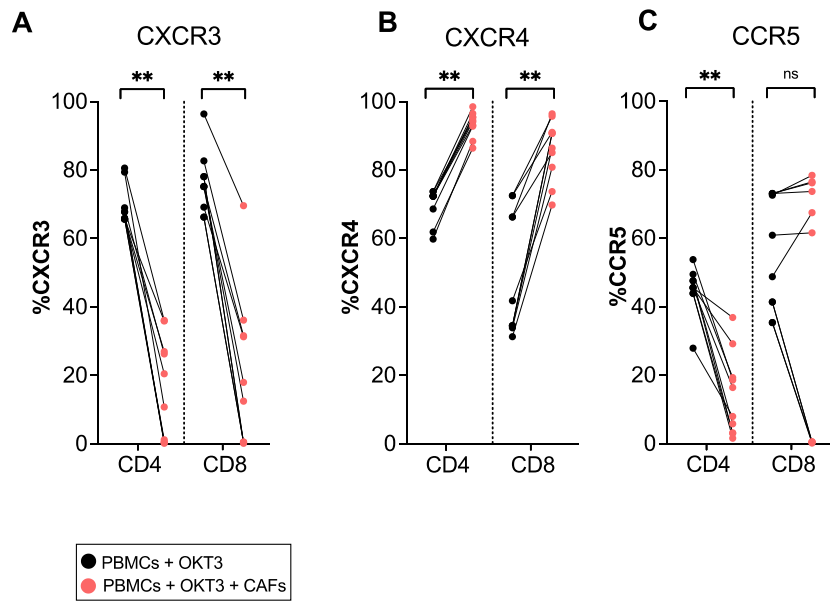 A
CXCR3
** **
%CXCR3
100
80
60
40
20
0
CD4 CD8
B
CXCR4
** **
%CXCR4
100
80
60
40
20
0
CD4 CD8
C
CCR5
** ns
%CCR5
100
80
60
40
20
0
CD4 CD8
PBMCs + OKT3
PBMCs + OKT3 + CAFs